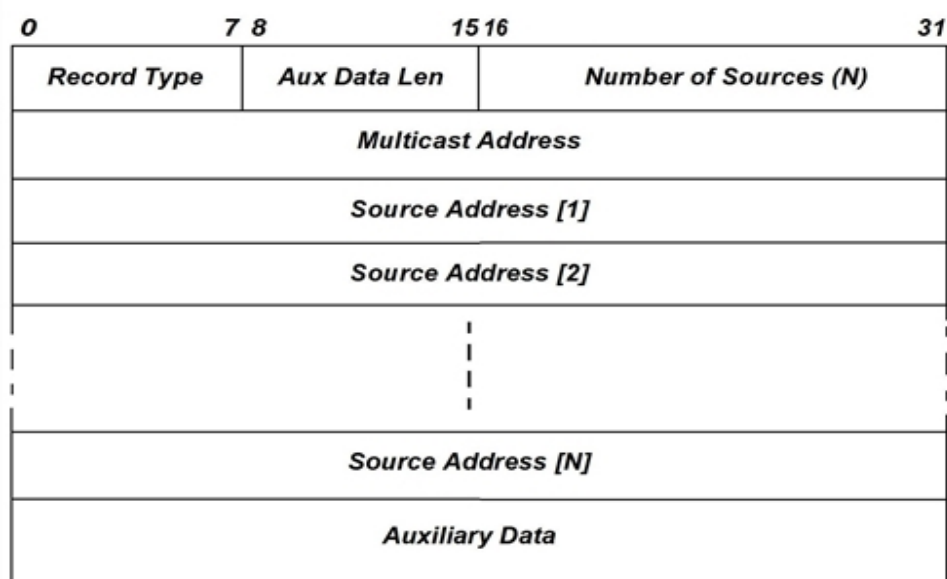 0 7 8 15 16 31
Record Type Aux Data Len Number of Sources (N)
Multicast Address
Source Address [1]
Source Address [2]
Source Address [N]
Auxiliary Data